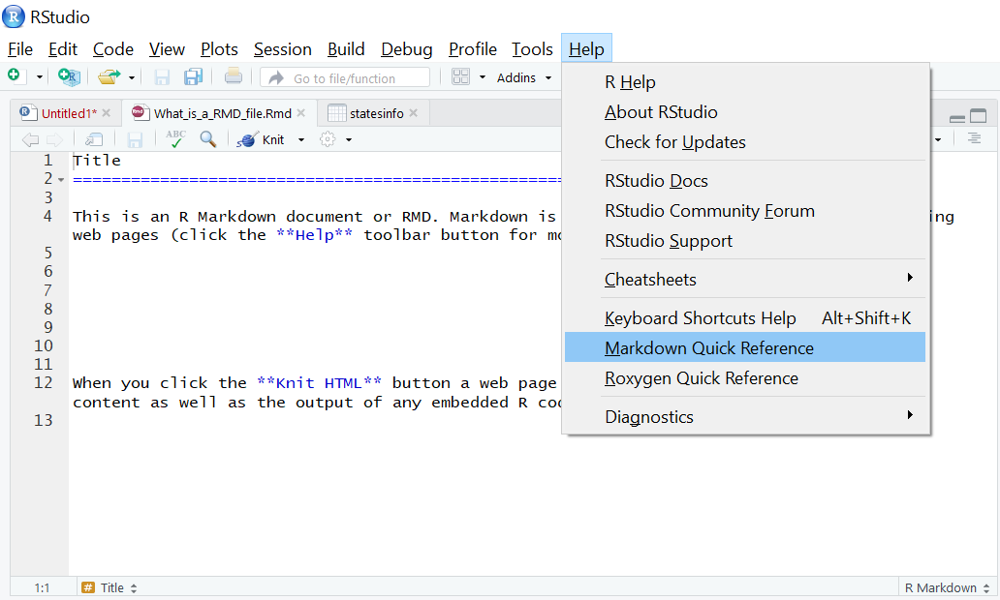 RStudio
File Edit Code View Plots Session Build Debug Profile Tools Help
Go to file/function Addins
R Help
About RStudio
Check for Updates
RStudio Docs
RStudio Community Forum
RStudio Support
Cheatsheets
Keyboard Shortcuts Help Alt+Shift+K
Markdown Quick Reference
Roxygen Quick Reference
Diagnostics
Untitled1* What_is_a_RMD_file.Rmd statesinfo
ABC Knit
1 Title
2 ===================================================
3
4 This is an R Markdown document or RMD. Markdown is ing
web pages (click the **Help** toolbar button for mo
5
6
7
8
9
10
11
12 When you click the **Knit HTML** button a web page
content as well as the output of any embedded R co
13
1:1 # Title R Markdown